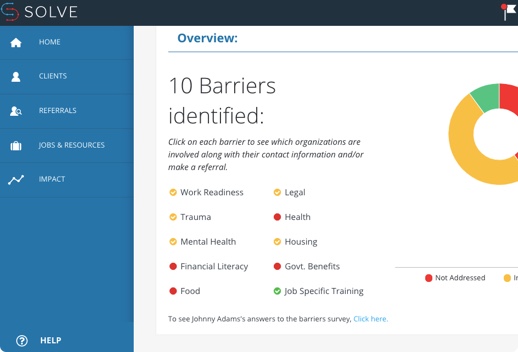 SOLVE
HOME
CLIENTS
REFERRALS
JOBS & RESOURCES
IMPACT
HELP
Overview:
10 Barriers
identified:
Click on each barrier to see which organizations are
involved along with their contact information and/or
make a referral.
Work Readiness
Legal
Trauma
Health
Mental Health
Housing
Financial Literacy
Govt. Benefits
Food
Job Specific Training
Not Addressed
To see Johnny Adams's answers to the barriers survey, Click here.